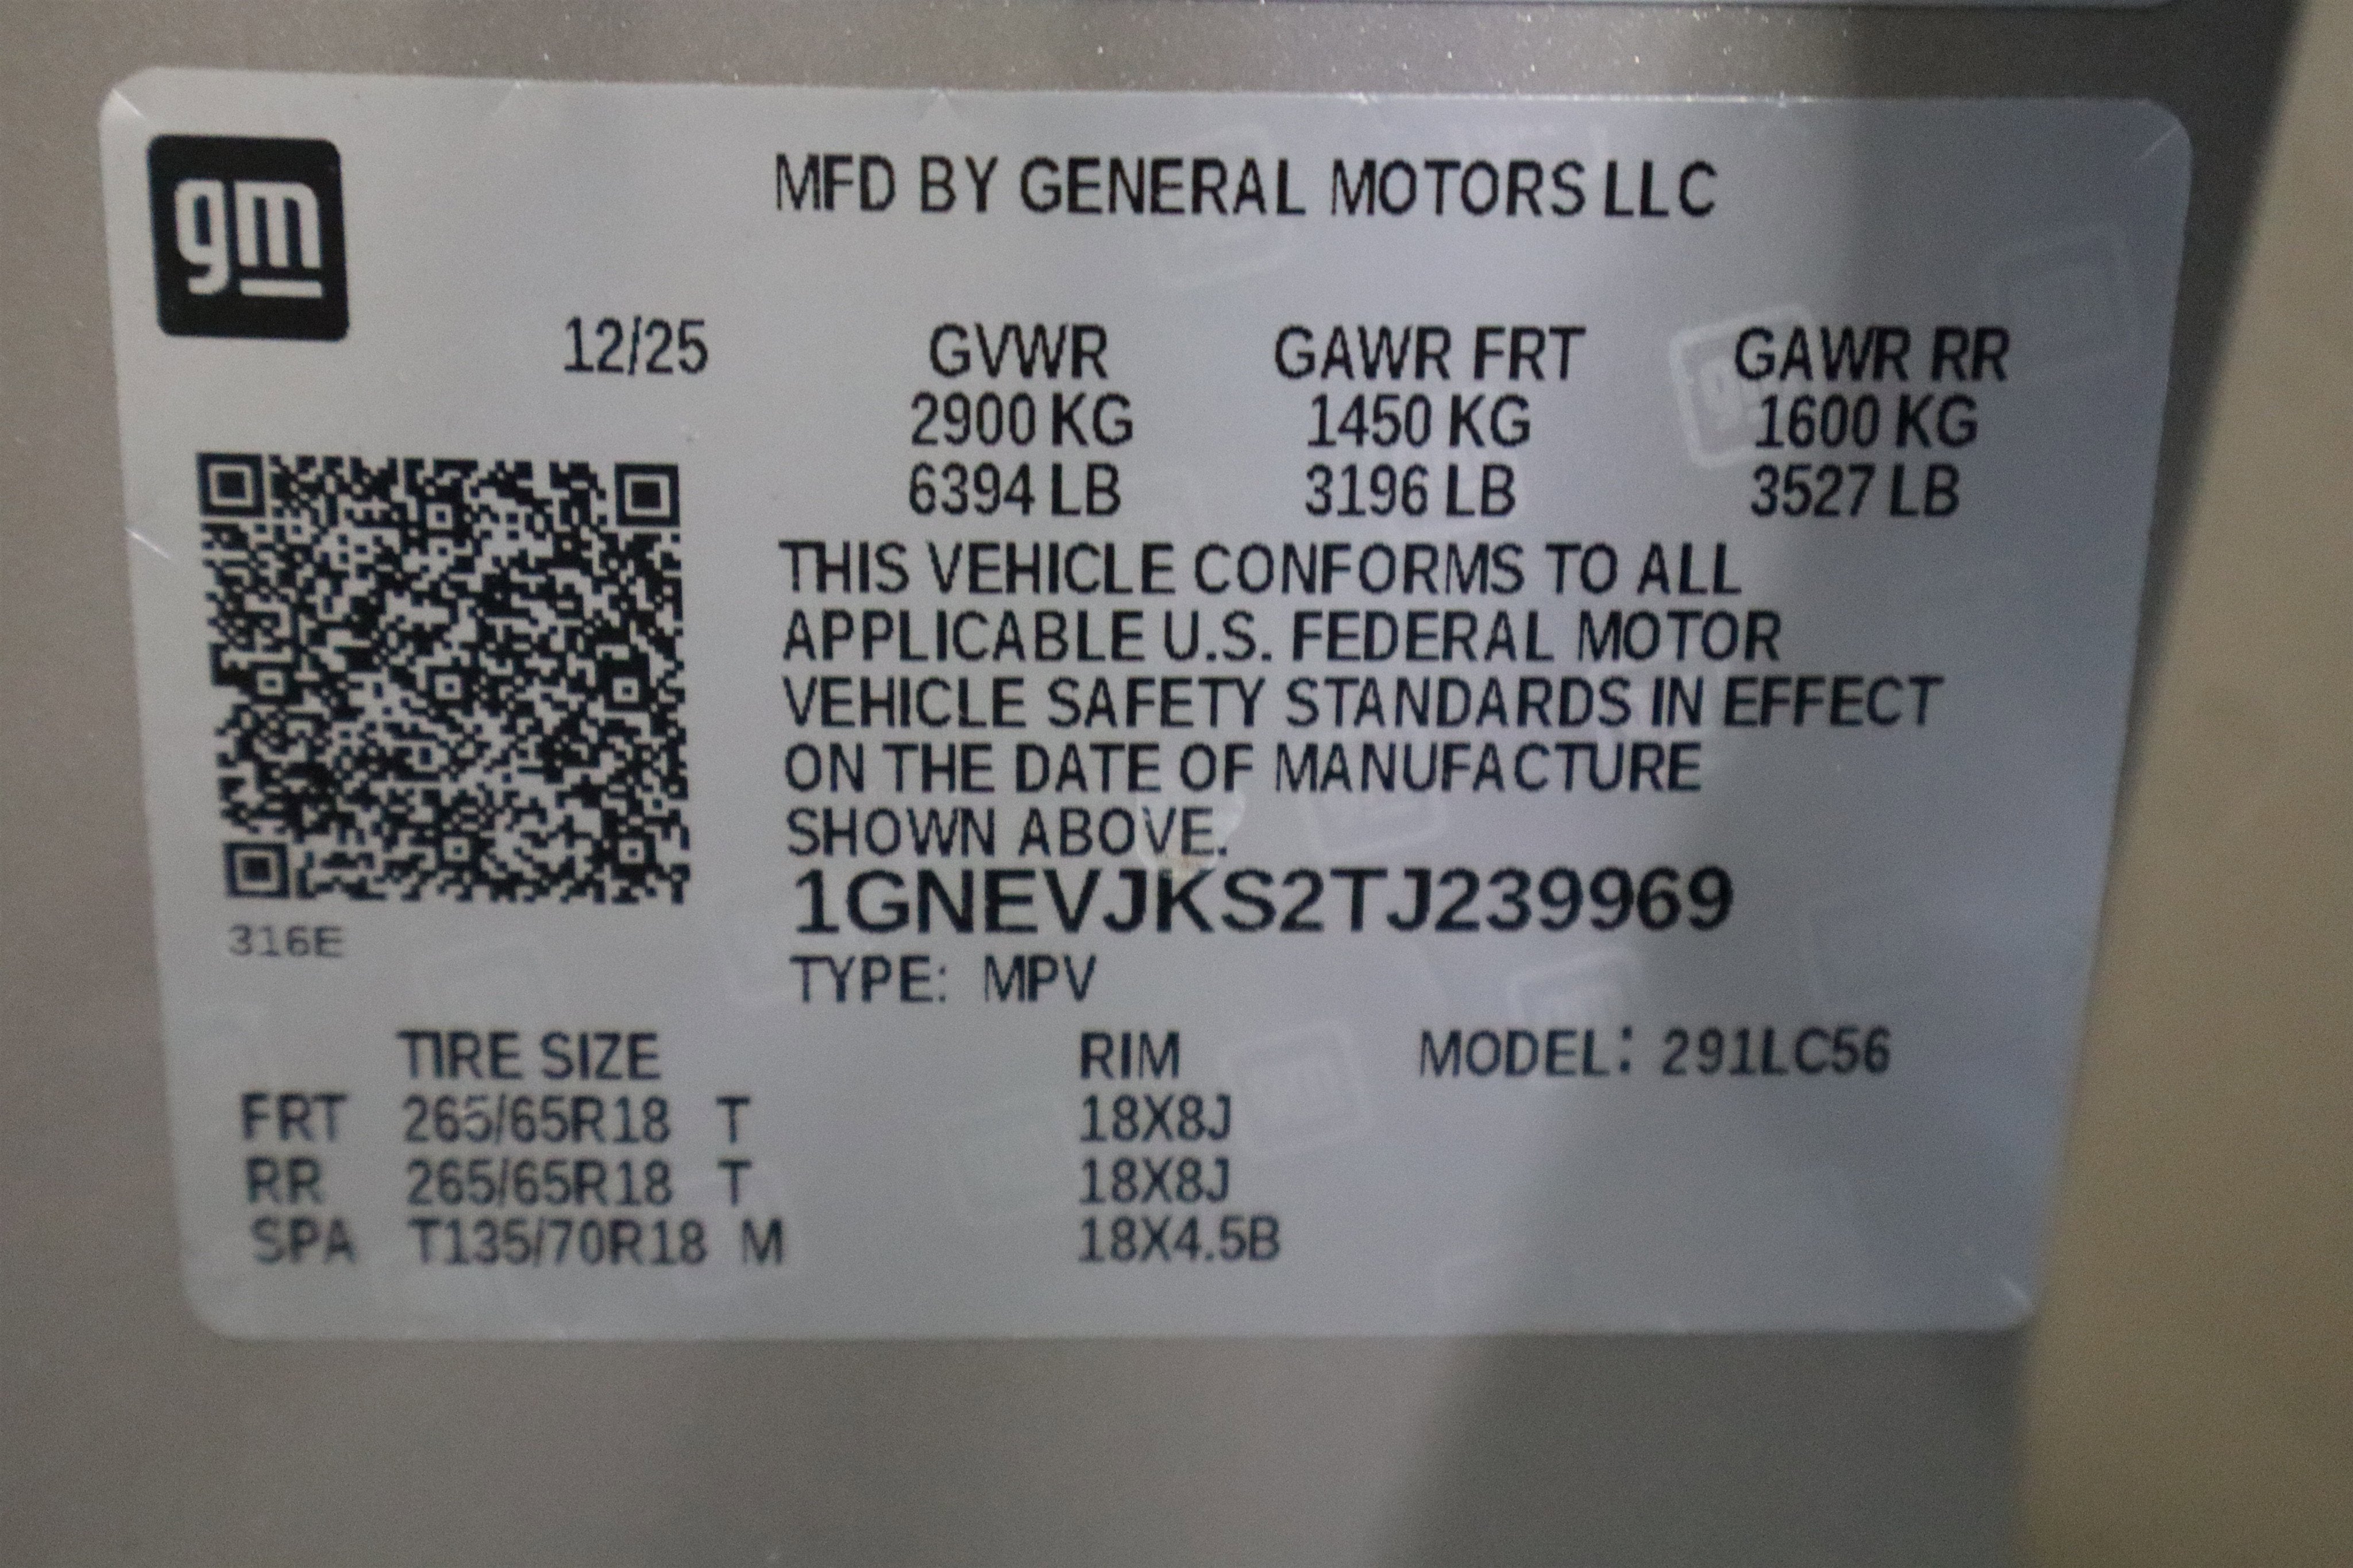 gm
MFD BY GENERAL MOTORS LLC
12/25 GVWR GAWR FRT GAWR RR
2900 KG 1450 KG 1600 KG
6394 LB 3196 LB 3527 LB
THIS VEHICLE CONFORMS TO ALL
APPLICABLE U.S. FEDERAL MOTOR
VEHICLE SAFETY STANDARDS IN EFFECT
ON THE DATE OF MANUFACTURE
SHOWN ABOVE.
1GNEVJKS2TJ239969
316E
TYPE: MPV
TIRE SIZE RIM MODEL: 291LC56
FRT 265/65R18 T 18X8J
RR 265/65R18 T 18X8J
SPA T135/70R18 M 18X4.5B